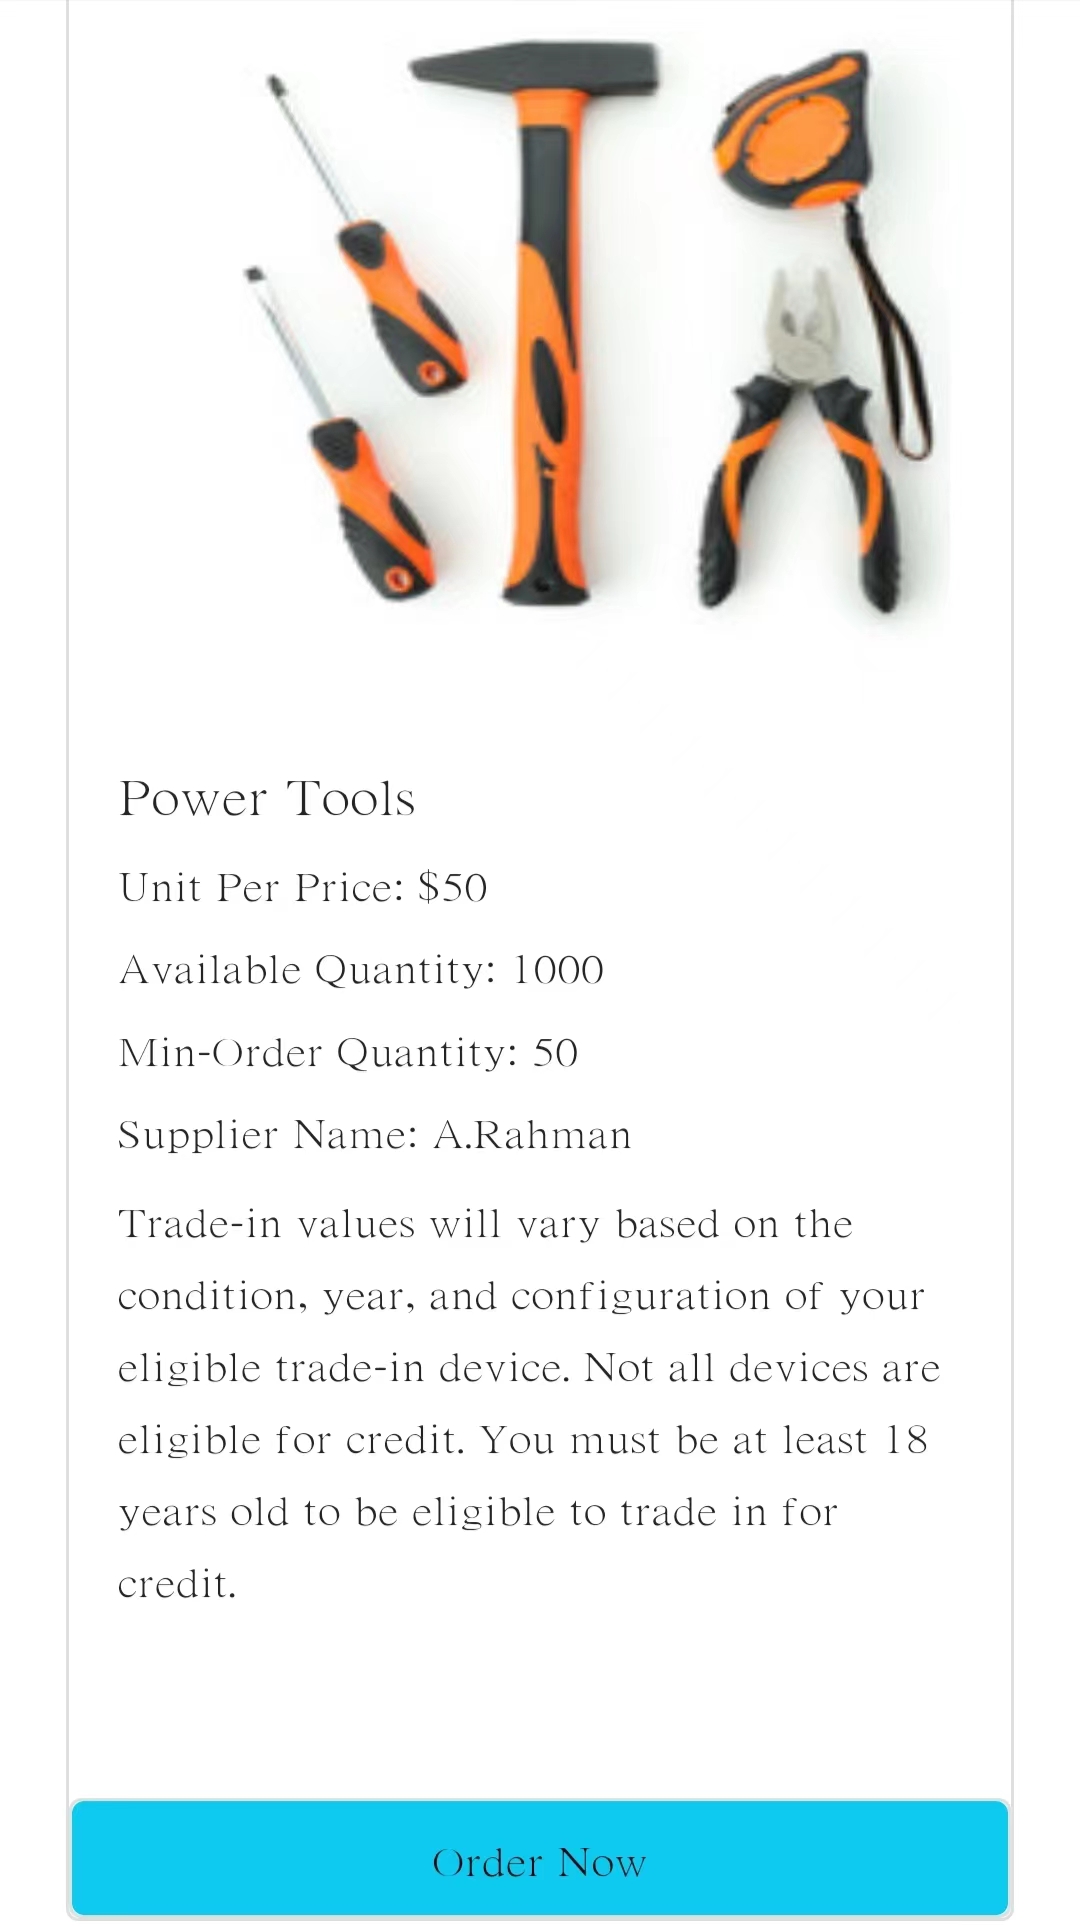 Power Tools
Unit Per Price: $50
Available Quantity: 1000
Min-Order Quantity: 50
Supplier Name: A.Rahman
Trade-in values will vary based on the
condition, year, and configuration of your
eligible trade-in device. Not all devices are
eligible for credit. You must be at least 18
years old to be eligible to trade in for
credit.
Order Now